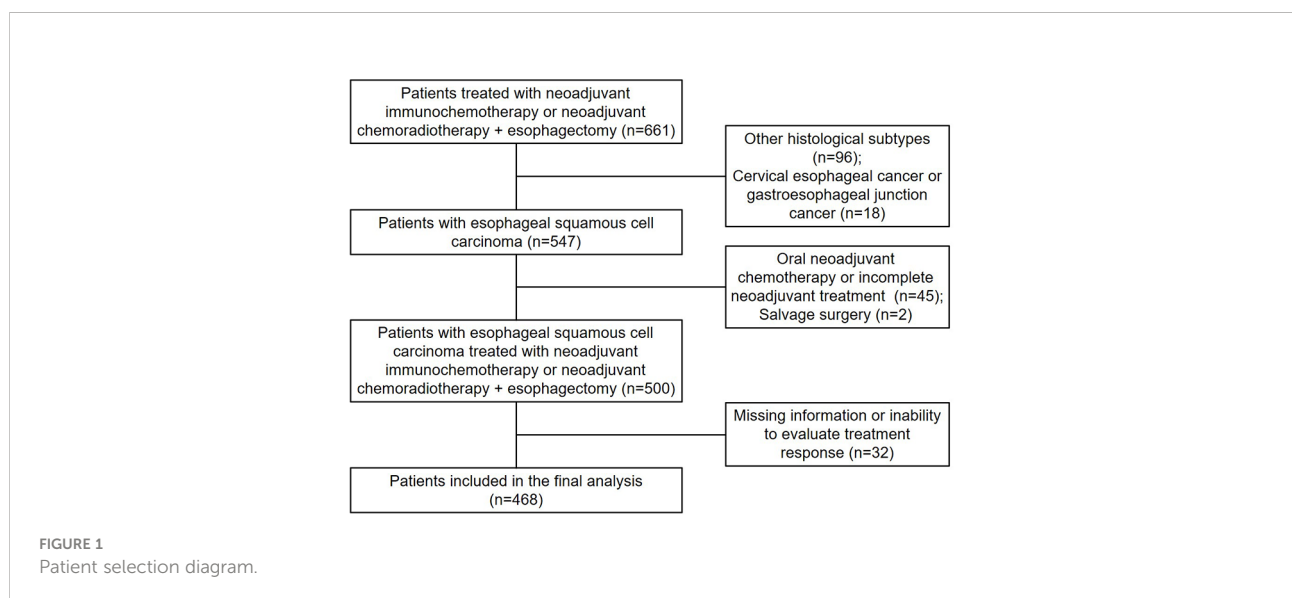 Patients treated with neoadjuvant
immunochemotherapy or neoadjuvant
chemoradiotherapy + esophagectomy (n=661)
Other histological subtypes
(n=96);
Cervical esophageal cancer or
gastroesophageal junction
cancer (n=18)
Patients with esophageal squamous cell
carcinoma (n=547)
Oral neoadjuvant
chemotherapy or incomplete
neoadjuvant treatment (n=45);
Salvage surgery (n=2)
Patients with esophageal squamous cell
carcinoma treated with neoadjuvant
immunochemotherapy or neoadjuvant
chemoradiotherapy + esophagectomy (n=500)
Missing information or inability
to evaluate treatment
response (n=32)
Patients included in the final analysis
(n=468)
FIGURE 1
Patient selection diagram.